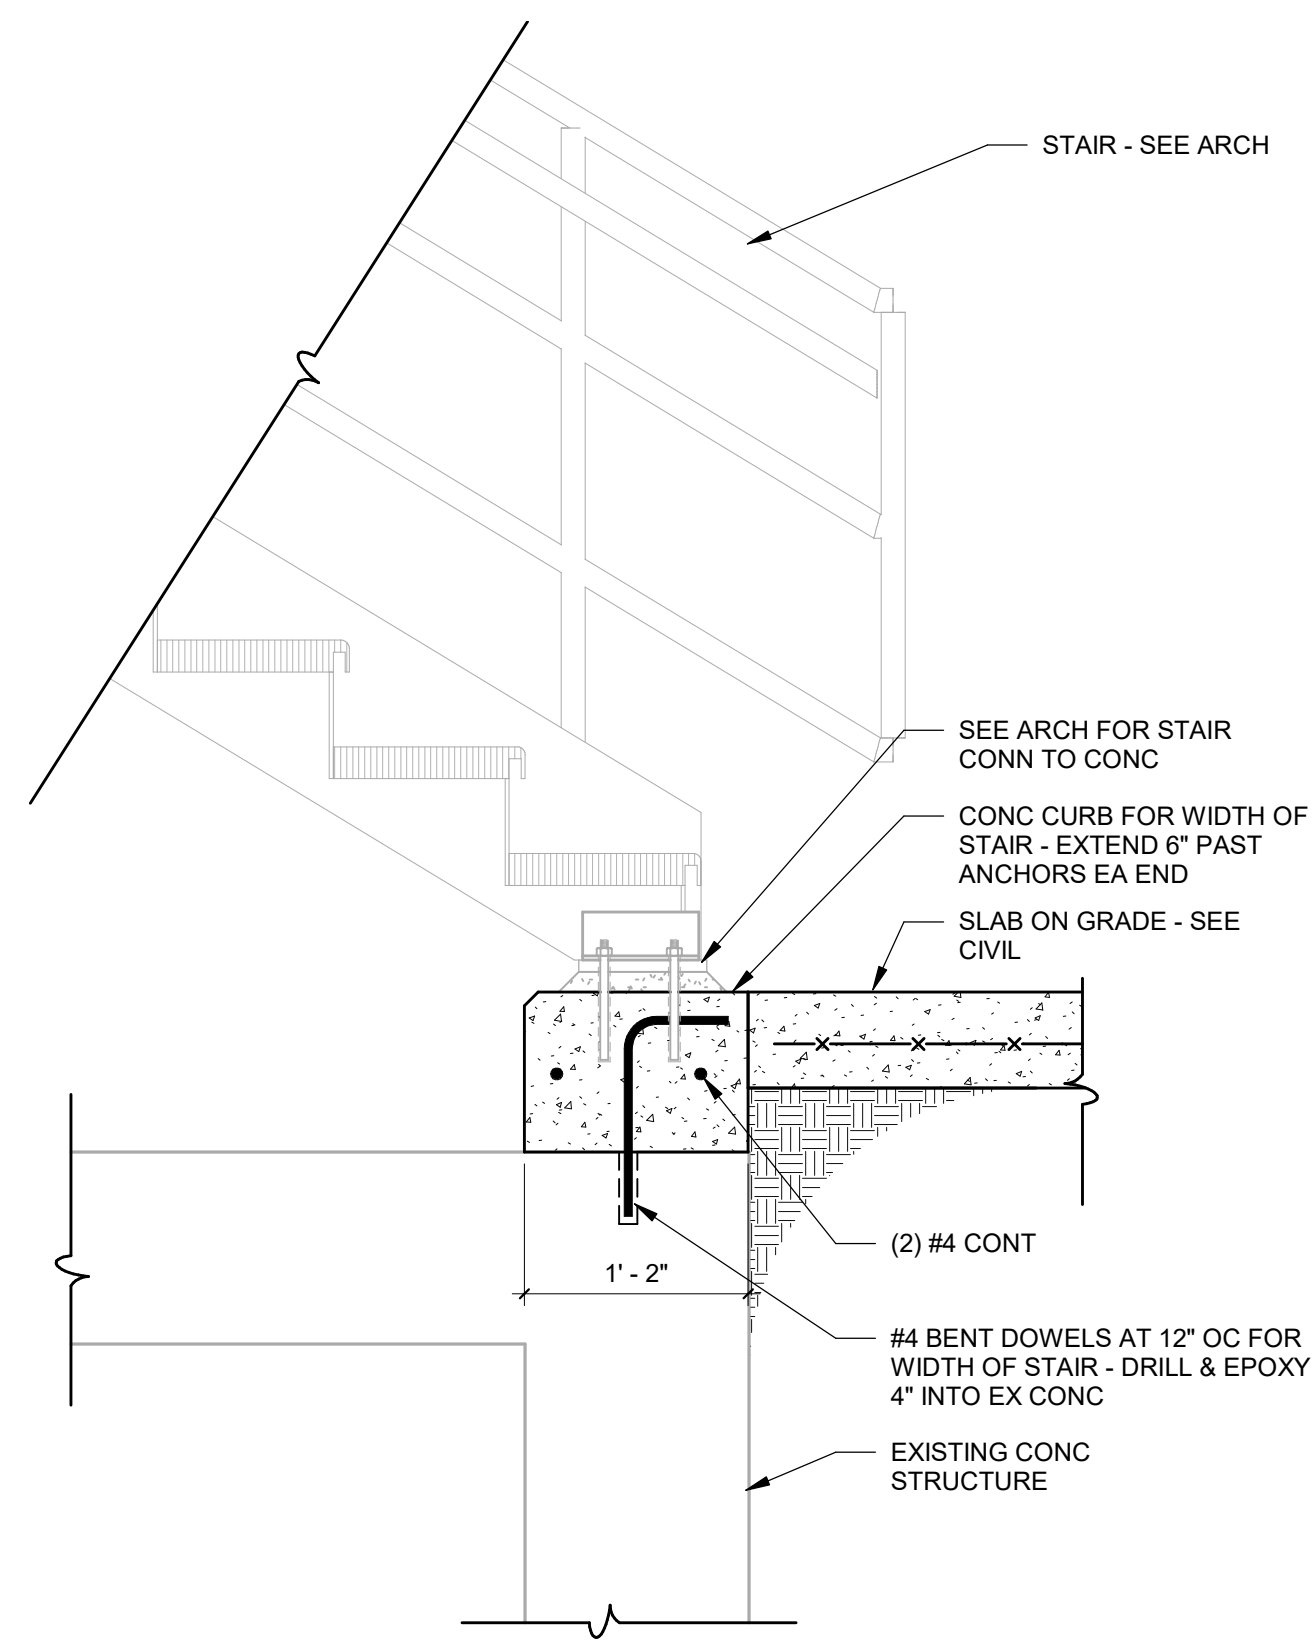 STAIR - SEE ARCH
SEE ARCH FOR STAIR
CONN TO CONC
CONC CURB FOR WIDTH OF
STAIR - EXTEND 6" PAST
ANCHORS EA END
SLAB ON GRADE - SEE
CIVIL
(2) #4 CONT
1' - 2"
#4 BENT DOWELS AT 12" OC FOR
WIDTH OF STAIR - DRILL & EPOXY
4" INTO EX CONC
EXISTING CONC
STRUCTURE